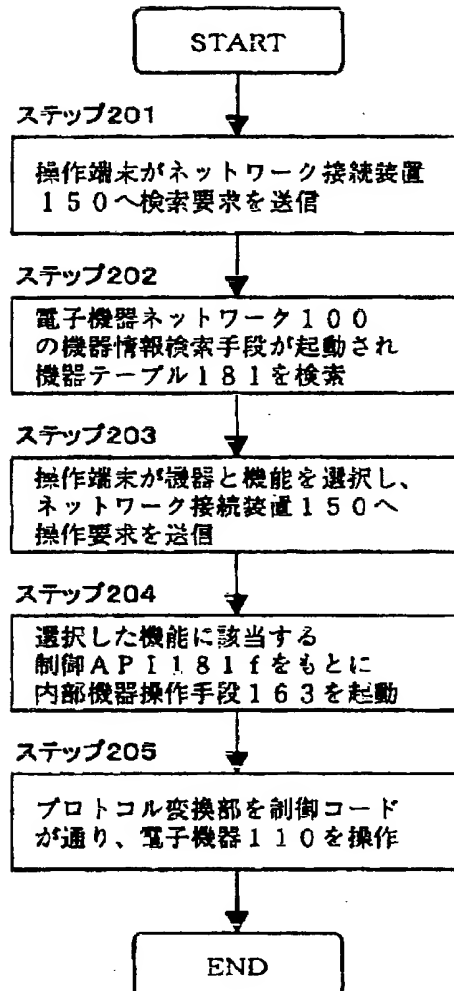 START
ステップ201
操作端末がネットワーク接続装置
１５０へ検索要求を送信
ステップ202
電子機器ネットワーク１００
の機器情報検索手段が起動され
機器テーブル１８１を検索
ステップ203
操作端末が機器と機能を選択し、
ネットワーク接続装置１５０へ
操作要求を送信
ステップ204
選択した機能に該当する
制御ＡＰＩ１８１ｆをもとに
内部機器操作手段１６３を起動
ステップ205
プロトコル変換部を制御コード
が通り、電子機器１１０を操作
END